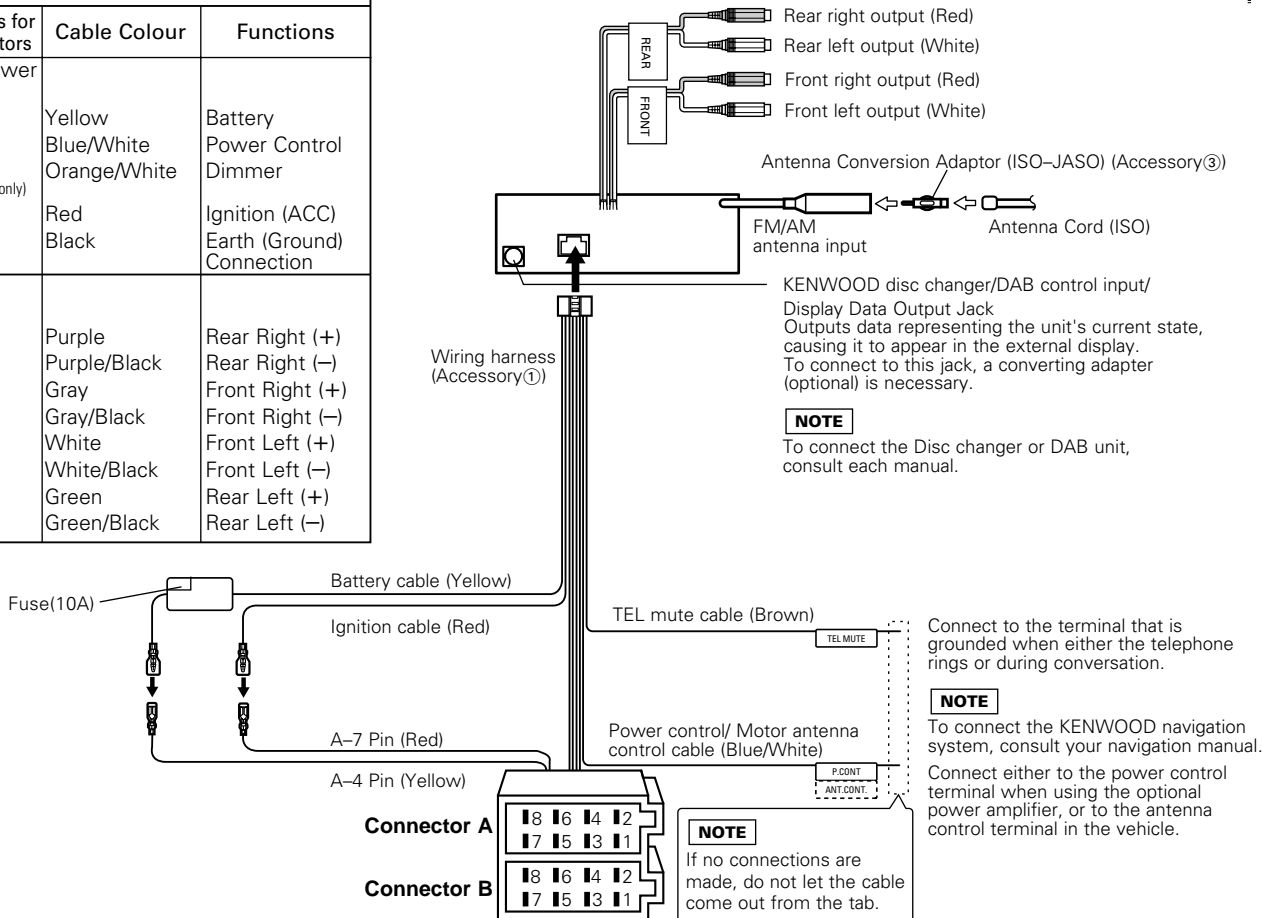 s for
tors
Cable Colour
Functions
wer
Yellow Battery
Blue/White Power Control
Orange/White Dimmer
only)
Red Ignition (ACC)
Black Earth (Ground)
Connection
Purple Rear Right (+)
Purple/Black Rear Right (–)
Gray Front Right (+)
Gray/Black Front Right (–)
White Front Left (+)
White/Black Front Left (–)
Green Rear Left (+)
Green/Black Rear Left (–)
REAR
FRONT
Rear right output (Red)
Rear left output (White)
Front right output (Red)
Front left output (White)
Antenna Conversion Adaptor (ISO–JASO) (Accessory③)
FM/AM
antenna input
Antenna Cord (ISO)
KENWOOD disc changer/DAB control input/
Display Data Output Jack
Outputs data representing the unit's current state,
causing it to appear in the external display.
To connect to this jack, a converting adapter
(optional) is necessary.
NOTE
To connect the Disc changer or DAB unit,
consult each manual.
Wiring harness
(Accessory①)
Fuse(10A)
Battery cable (Yellow)
Ignition cable (Red)
TEL mute cable (Brown)
TEL MUTE
Connect to the terminal that is
grounded when either the telephone
rings or during conversation.
NOTE
To connect the KENWOOD navigation
system, consult your navigation manual.
A–7 Pin (Red)
A–4 Pin (Yellow)
Power control/ Motor antenna
control cable (Blue/White)
P.CONT
ANT.CONT.
Connect either to the power control
terminal when using the optional
power amplifier, or to the antenna
control terminal in the vehicle.
Connector A
8 6 4 2
7 5 3 1
Connector B
8 6 4 2
7 5 3 1
NOTE
If no connections are
made, do not let the cable
come out from the tab.